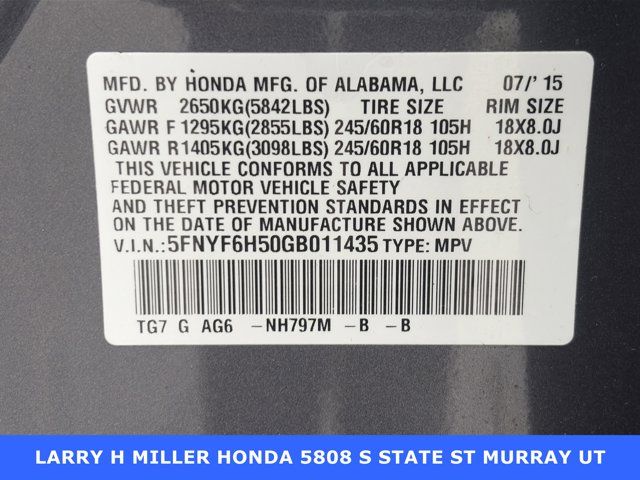 MFD. BY HONDA MFG. OF ALABAMA, LLC 07/' 15
GVWR 2650KG(5842LBS) TIRE SIZE RIM SIZE
GAWR F 1295KG(2855LBS) 245/60R18 105H 18X8.0J
GAWR R1405KG(3098LBS) 245/60R18 105H 18X8.0J
THIS VEHICLE CONFORMS TO ALL APPLICABLE
FEDERAL MOTOR VEHICLE SAFETY
AND THEFT PREVENTION STANDARDS IN EFFECT
ON THE DATE OF MANUFACTURE SHOWN ABOVE.
V.I.N.: 5FNYF6H50GB011435 TYPE: MPV
TG7 G AG6 -NH797M -B -B
LARRY H MILLER HONDA 5808 S STATE ST MURRAY UT